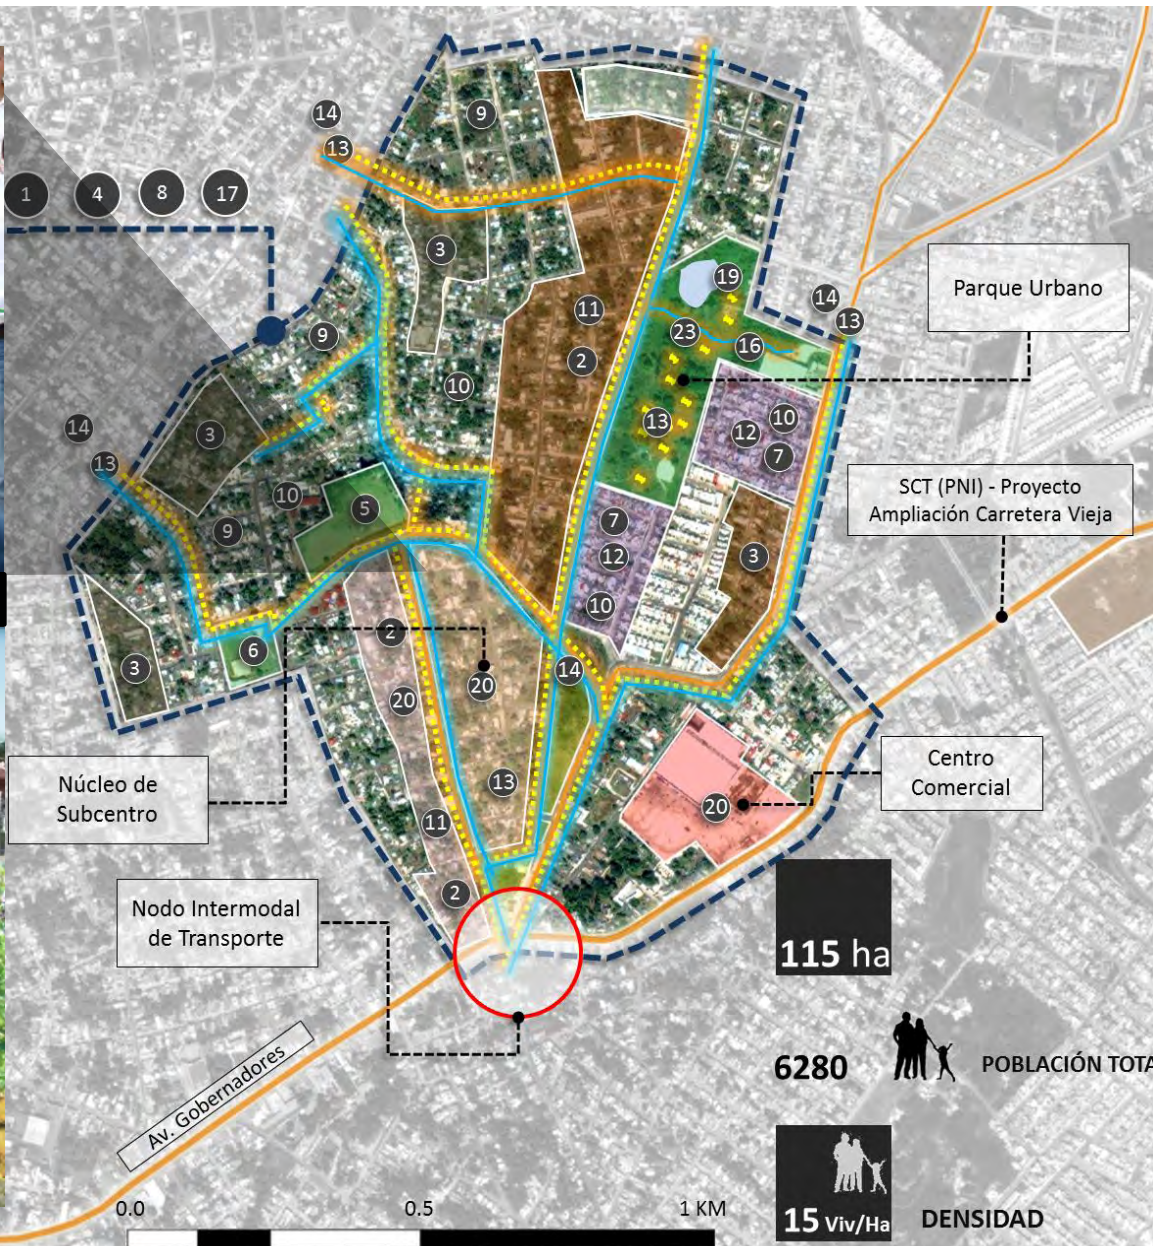 9
14
13
1
4
8
17
3
19
Parque Urbano
14
13
11
9
23
16
2
10
10
13
12
3
14
7
13
SCT (PNI) - Proyecto
Ampliación Carretera Vieja
10
5
7
9
12
3
10
2
6
3
14
20
20
Núcleo de
Subcentro
Centro
Comercial
13
20
11
2
Nodo Intermodal
de Transporte
115 ha
Av. Gobernadores
6280
POBLACIÓN TOTA
0.0
0.5
1 KM
15 Viv/Ha
DENSIDAD